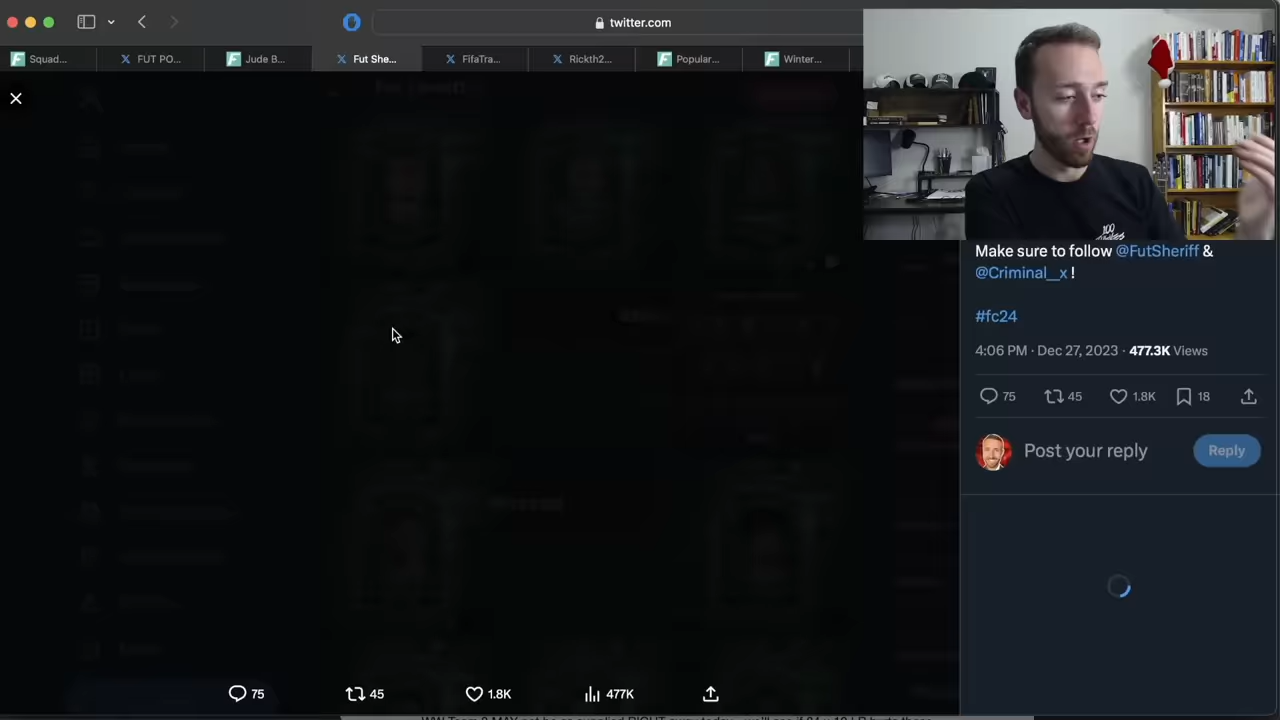 twitter.com
Squad...
FUT PO...
Jude B...
Fut She...
FifaTra...
Rickth2...
Popular...
Winter...
Make sure to follow @FutSheriff &
@Criminal__x !
#fc24
4:06 PM · Dec 27, 2023 · 477.3K Views
75
45
1.8K
18
Post your reply
Reply
75
45
1.8K
477K